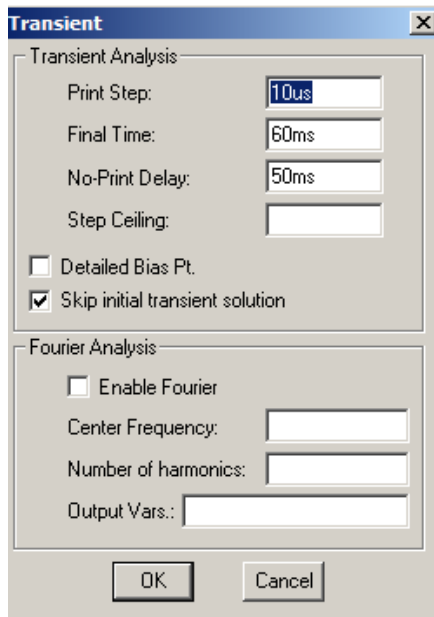 Transient
Transient Analysis
Print Step: 10us
Final Time: 60ms
No-Print Delay: 50ms
Step Ceiling:
Detailed Bias Pt.
Skip initial transient solution
Fourier Analysis
Enable Fourier
Center Frequency:
Number of harmonics:
Output Vars.:
OK Cancel